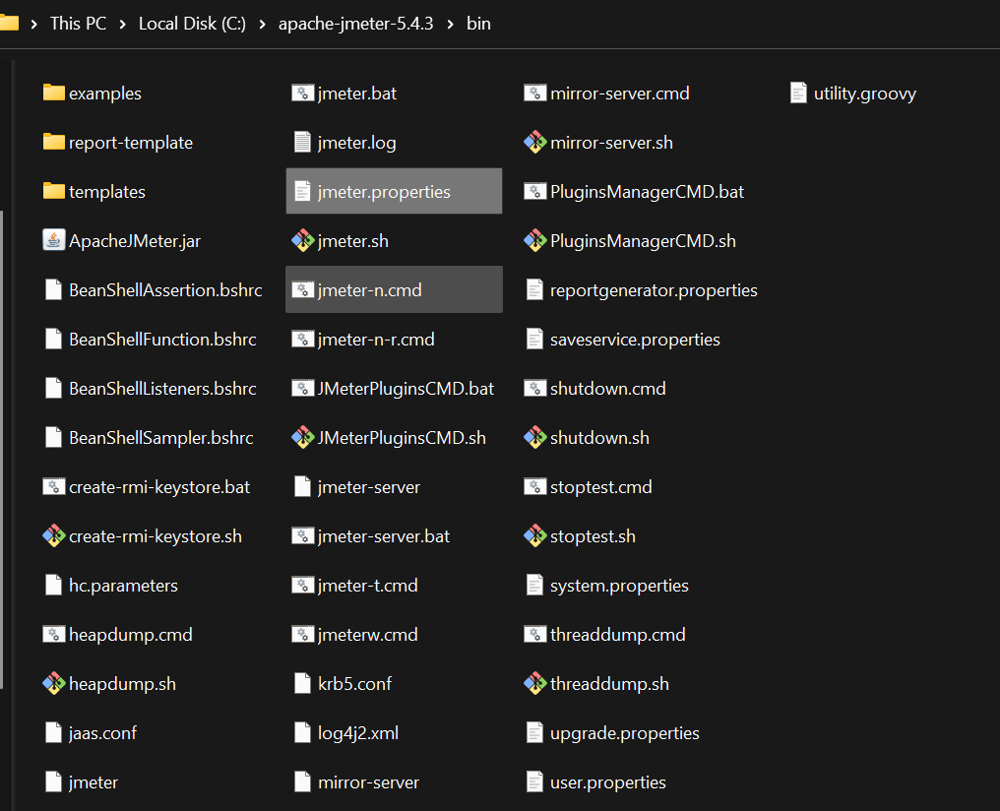 This PC > Local Disk (C:) > apache-jmeter-5.4.3 > bin
examples
report-template
templates
ApacheJMeter.jar
BeanShellAssertion.bshrc
BeanShellFunction.bshrc
BeanShellListeners.bshrc
BeanShellSampler.bshrc
create-rmi-keystore.bat
create-rmi-keystore.sh
hc.parameters
heapdump.cmd
heapdump.sh
jaas.conf
jmeter
jmeter.bat
jmeter.log
jmeter.properties
jmeter.sh
jmeter-n.cmd
jmeter-n-r.cmd
JMeterPluginsCMD.bat
JMeterPluginsCMD.sh
jmeter-server
jmeter-server.bat
jmeter-t.cmd
jmeterw.cmd
krb5.conf
log4j2.xml
mirror-server
mirror-server.cmd
mirror-server.sh
PluginsManagerCMD.bat
PluginsManagerCMD.sh
reportgenerator.properties
saveservice.properties
shutdown.cmd
shutdown.sh
stoptest.cmd
stoptest.sh
system.properties
threaddump.cmd
threaddump.sh
upgrade.properties
user.properties
utility.groovy